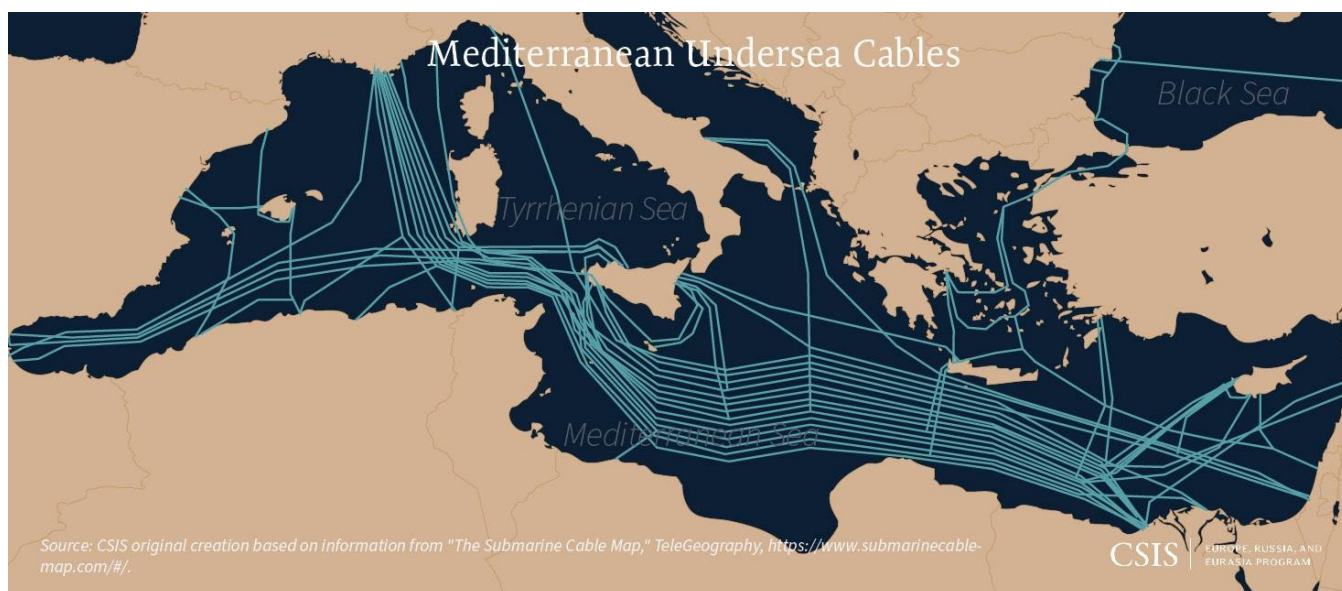 Mediterranean Undersea Cables
Black Sea
Tyrrhenian Sea
Mediterranean Sea
Source: CSIS original creation based on information from "The Submarine Cable Map," TeleGeography, https://www.submarinecable-
map.com/#/.
CSIS
EUROPE, RUSSIA, AND
EURASIA PROGRAM